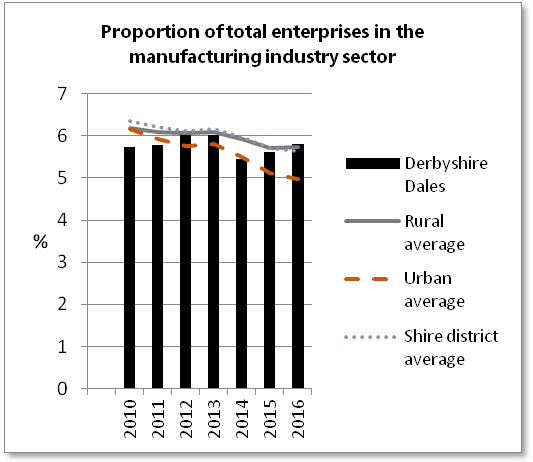 Proportion of total enterprises in the
manufacturing industry sector
7
6
5
4
3
2
1
0
%
2010
2011
2012
2013
2014
2015
2016
Derbyshire
Dales
Rural
average
Urban
average
Shire district
average